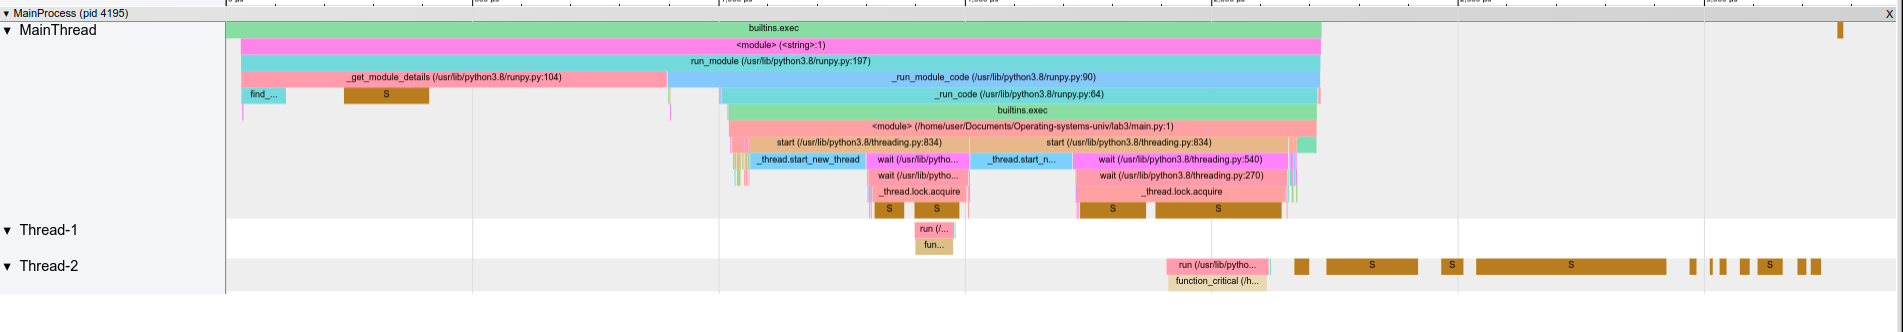 MainProcess (pid 4195)
X
MainThread
builtins.exec
<module> (<string>:1)
run_module (/usr/lib/python3.8/runpy.py:197)
_get_module_details (/usr/lib/python3.8/runpy.py:104)
_run_module_code (/usr/lib/python3.8/runpy.py:90)
find_...
S
_run_code (/usr/lib/python3.8/runpy.py:64)
builtins.exec
<module> (/home/user/Documents/Operating-systems-univ/lab3/main.py:1)
start (/usr/lib/python3.8/threading.py:834)
start (/usr/lib/python3.8/threading.py:834)
_thread.start_new_thread
wait (/usr/lib/pytho...
_thread.start_n...
wait (/usr/lib/python3.8/threading.py:540)
wait (/usr/lib/pytho...
wait (/usr/lib/python3.8/threading.py:270)
_thread.lock.acquire
_thread.lock.acquire
S
S
S
S
Thread-1
run (/...
fun...
Thread-2
run (/usr/lib/pytho...
S
S
S
S
function_critical (/h...